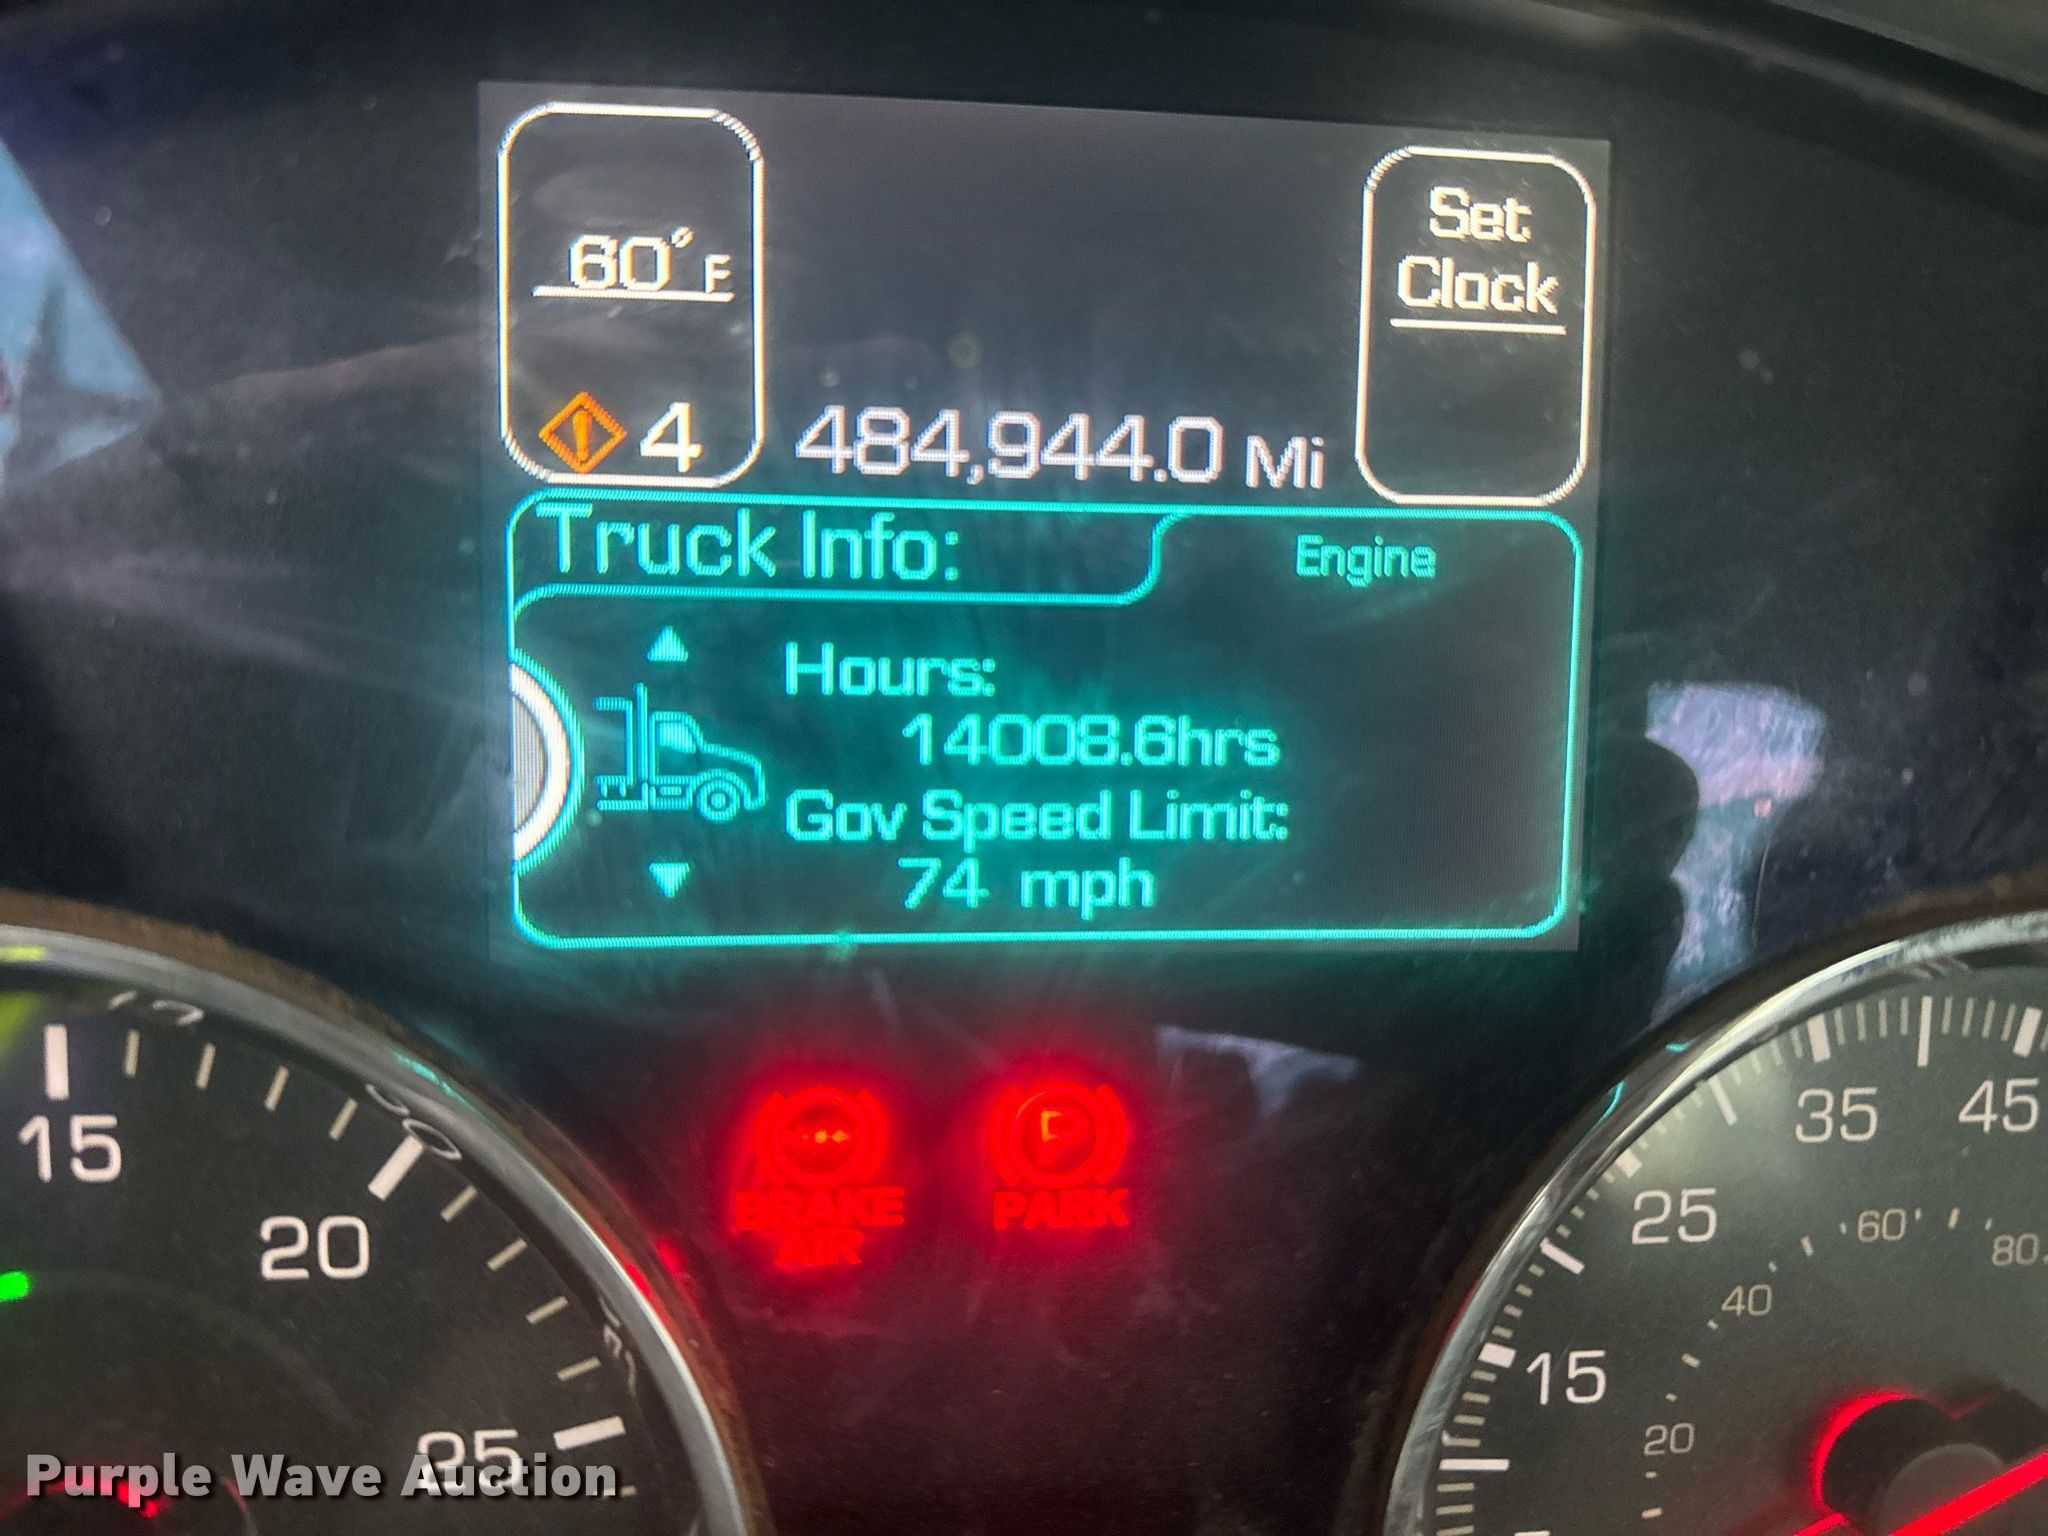 60°F
Set
Clock
4
484,944.0 Mi
Truck Info:
Engine
Hours:
14008.6hrs
Gov Speed Limit:
74 mph
BRAKE
AIR
PARK
15
20
25
15
25
35
45
20
40
60
80
Purple Wave Auction